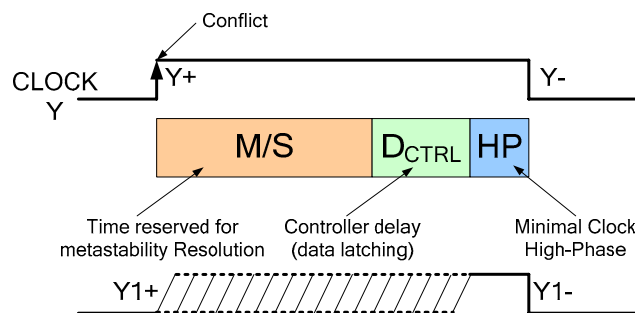 Conflict
CLOCK
Y
Y+
Y-
M/S
DCTRL
HP
Time reserved for
metastability Resolution
Controller delay
(data latching)
Minimal Clock
High-Phase
Y1+
Y1-